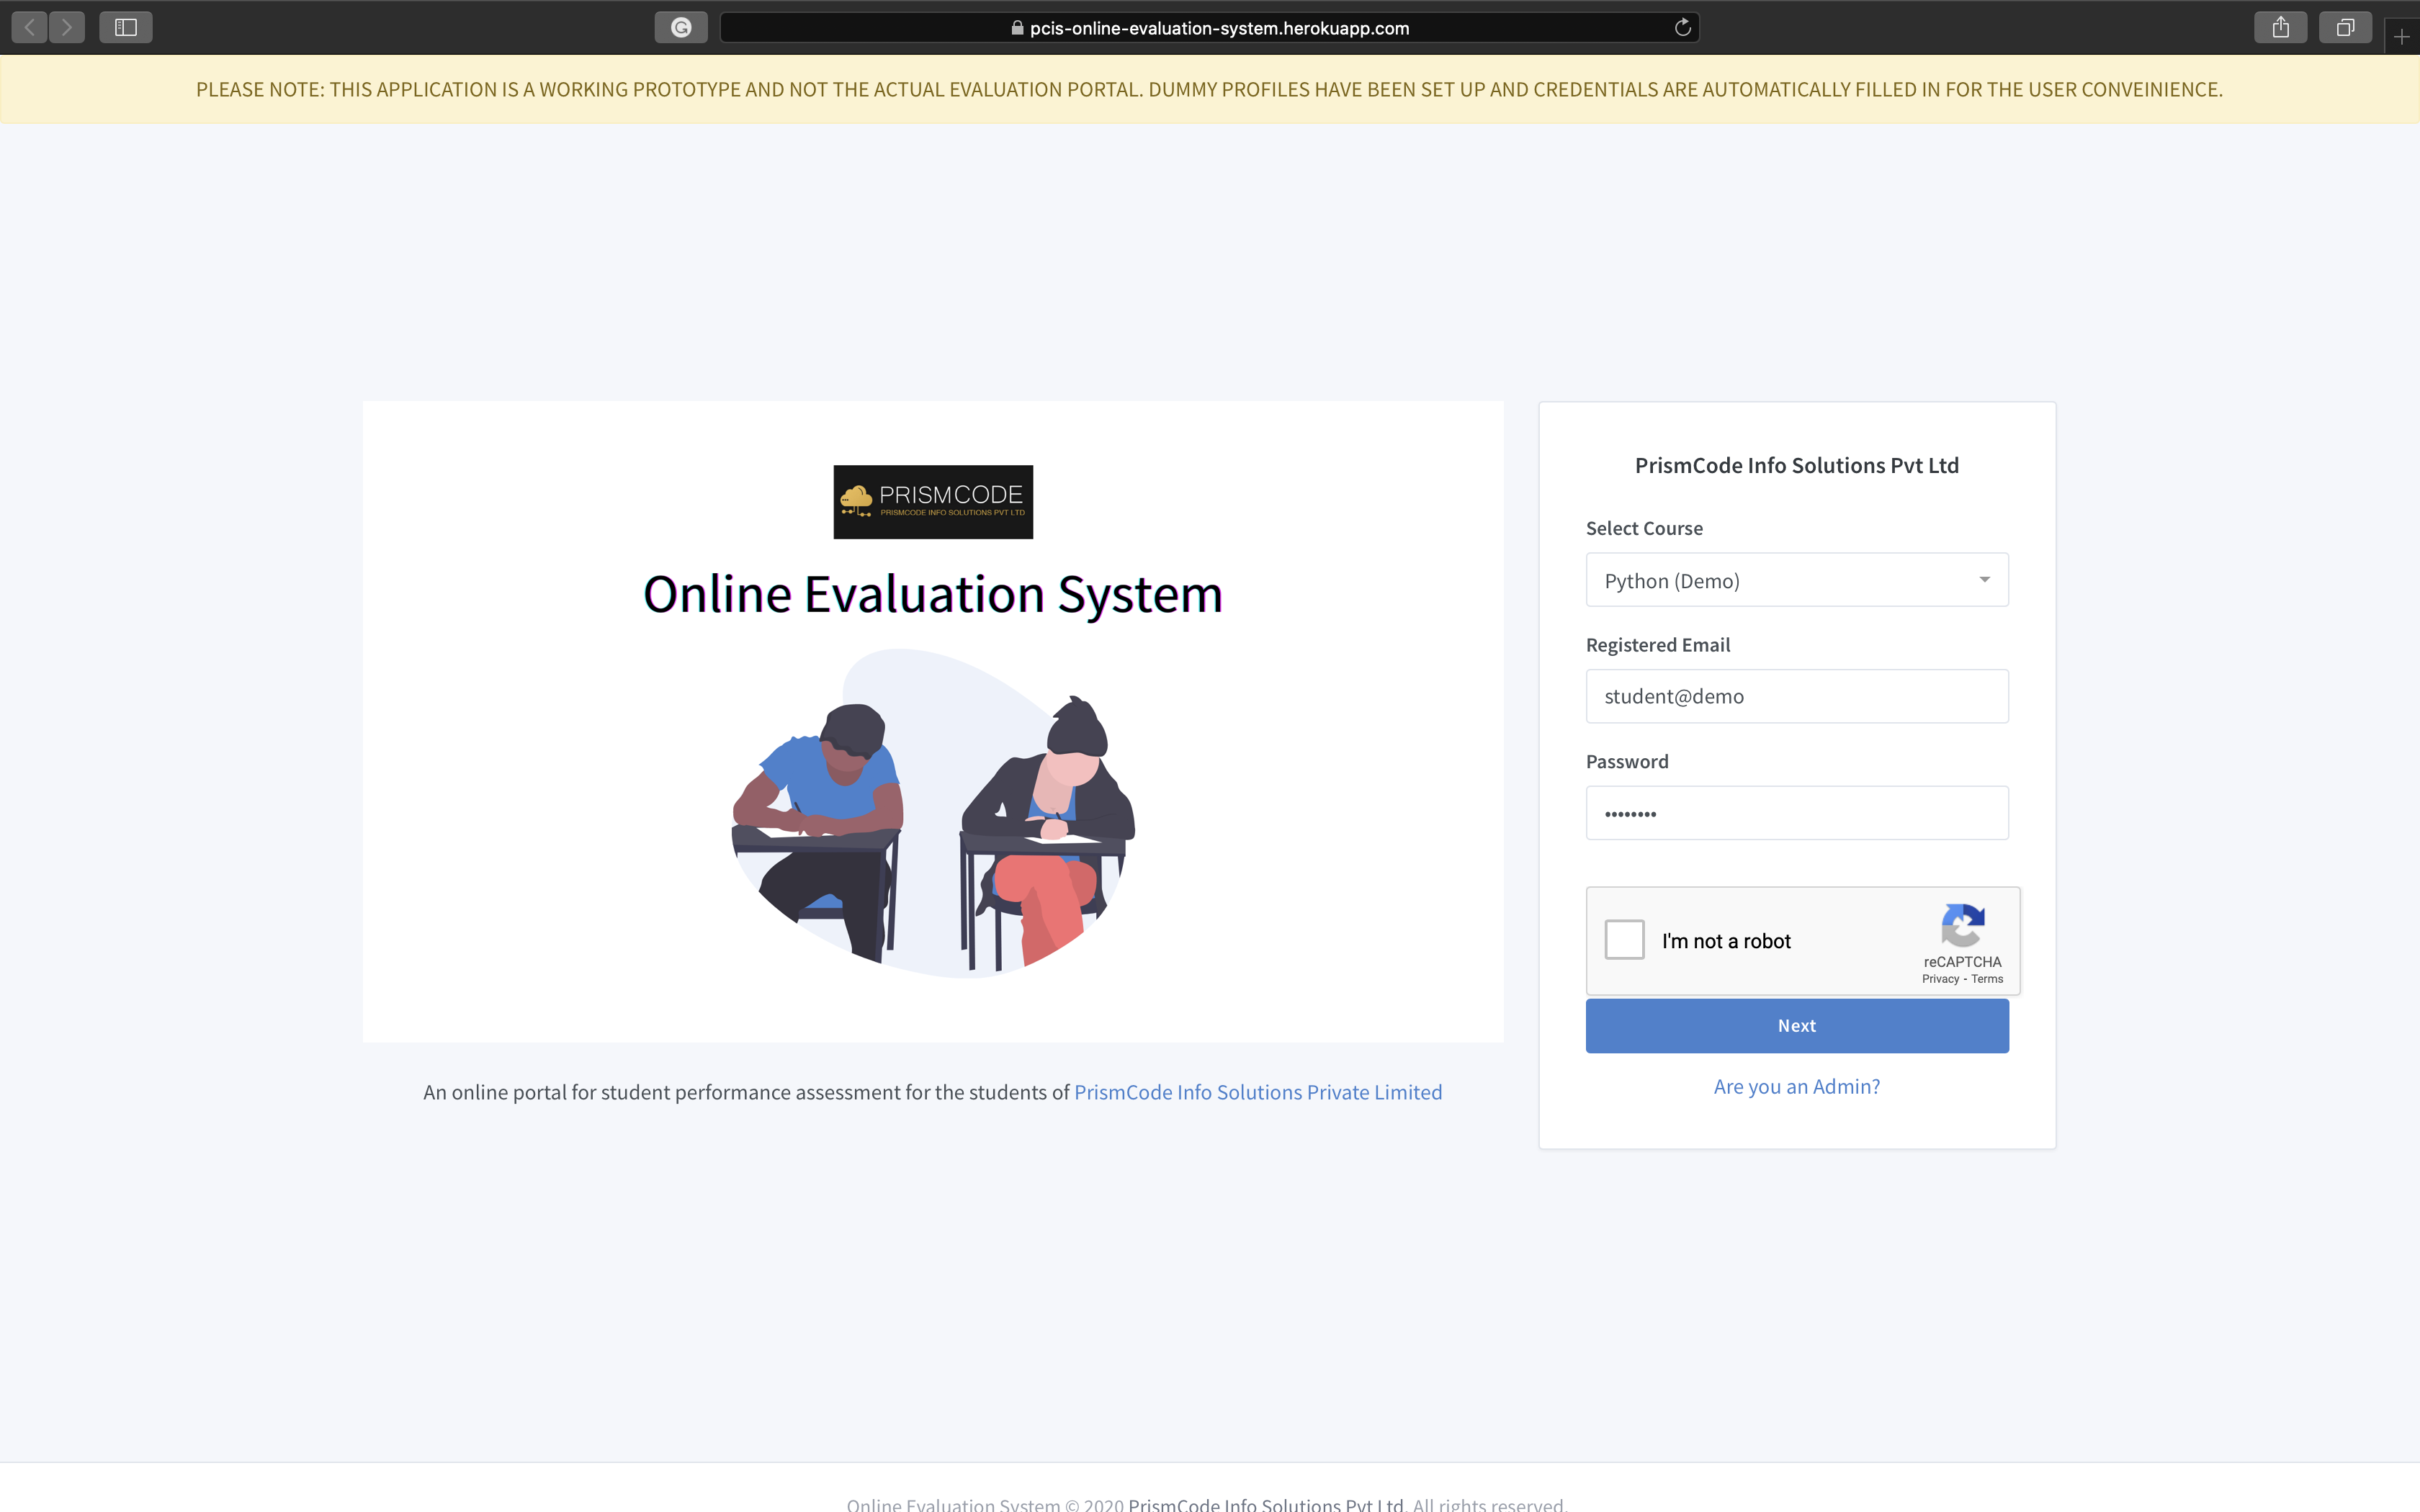 pcis-online-evaluation-system.herokuapp.com
PLEASE NOTE: THIS APPLICATION IS A WORKING PROTOTYPE AND NOT THE ACTUAL EVALUATION PORTAL. DUMMY PROFILES HAVE BEEN SET UP AND CREDENTIALS ARE AUTOMATICALLY FILLED IN FOR THE USER CONVEINIENCE.
PRISMCODE
PRISMCODE INFO SOLUTIONS PVT LTD
Online Evaluation System
An online portal for student performance assessment for the students of PrismCode Info Solutions Private Limited
PrismCode Info Solutions Pvt Ltd
Select Course
Python (Demo)
Registered Email
student@demo
Password
••••••••
I'm not a robot
reCAPTCHA
Privacy - Terms
Next
Are you an Admin?
Online Evaluation System © 2020 PrismCode Info Solutions Pvt Ltd. All rights reserved.